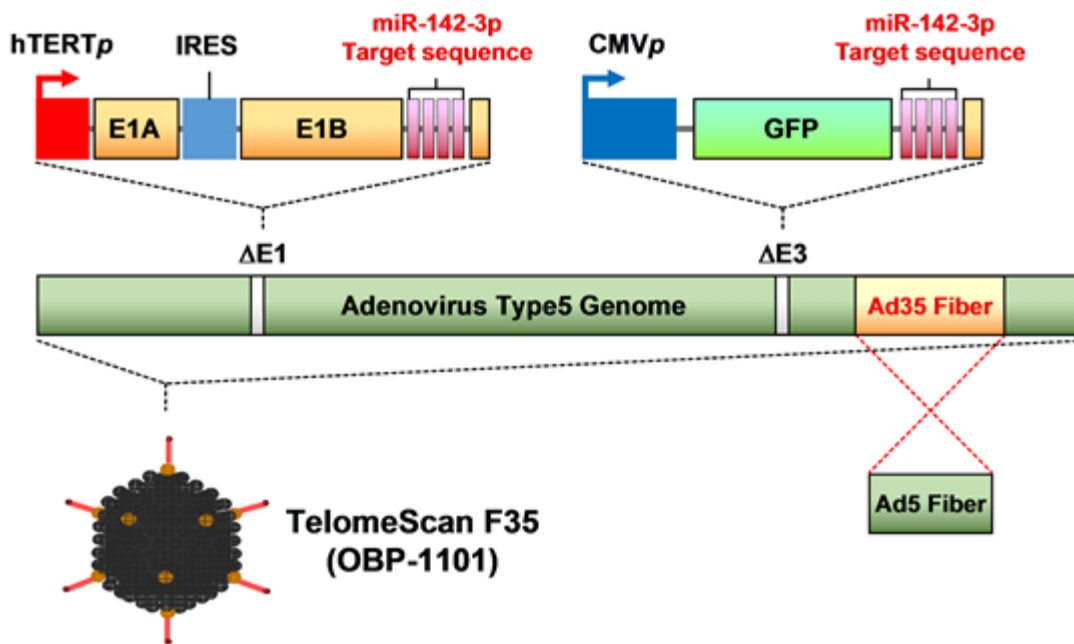 hTERTp
IRES
miR-142-3p
Target sequence
CMVp
miR-142-3p
Target sequence
E1A
E1B
GFP
ΔE1
ΔE3
Adenovirus Type5 Genome
Ad35 Fiber
Ad5 Fiber
TelomeScan F35
(OBP-1101)